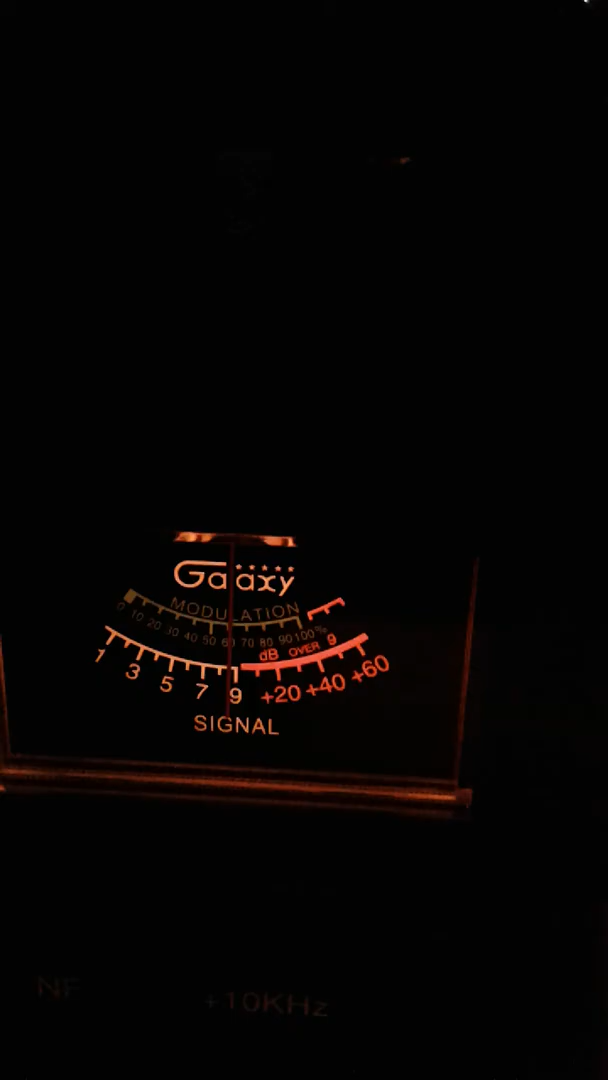 Galaxy
MODULATION
0 10 20 30 40 50 60 70 80 90 100 %
dB OVER 9
1 3 5 7 9 +20 +40 +60
SIGNAL
NF +10KHz